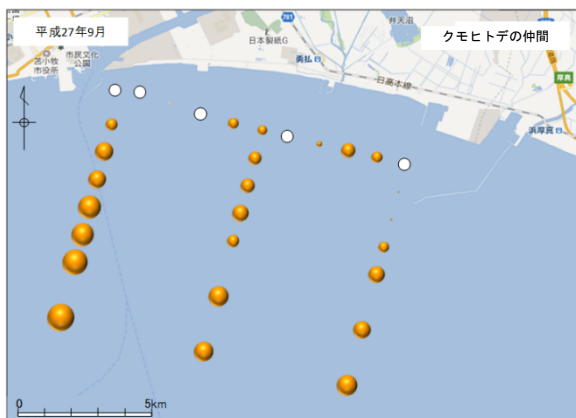 平成27年9月
クモヒトデの仲間
781
弁天沼
日本製紙G
苫小牧
市役所
市民文化
公園
勇払
日高本線
厚真
浜厚真
0
5km